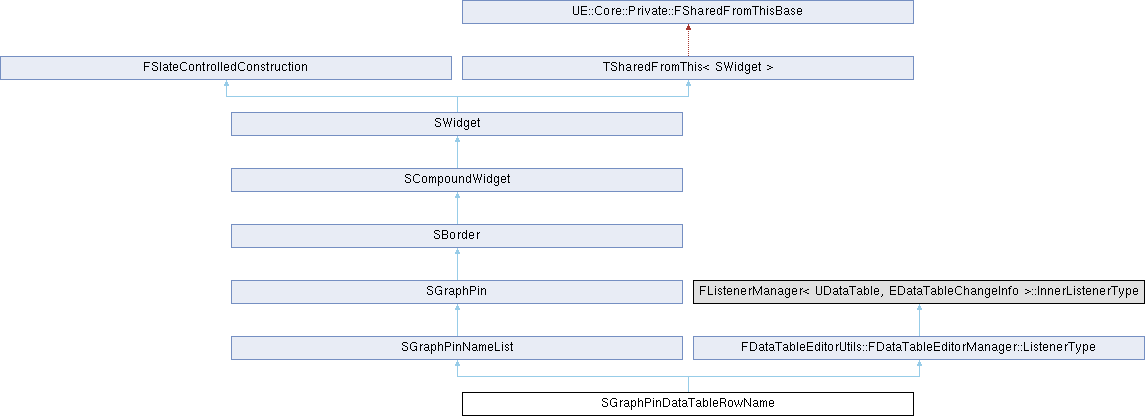 UE::Core::Private::FSharedFromThisBase
FSlateControlledConstruction
TSharedFromThis< SWidget >
SWidget
SCompoundWidget
SBorder
SGraphPin
FListenerManager< UDataTable, EDataTableChangeInfo >::InnerListenerType
SGraphPinNameList
FDataTableEditorUtils::FDataTableEditorManager::ListenerType
SGraphPinDataTableRowName